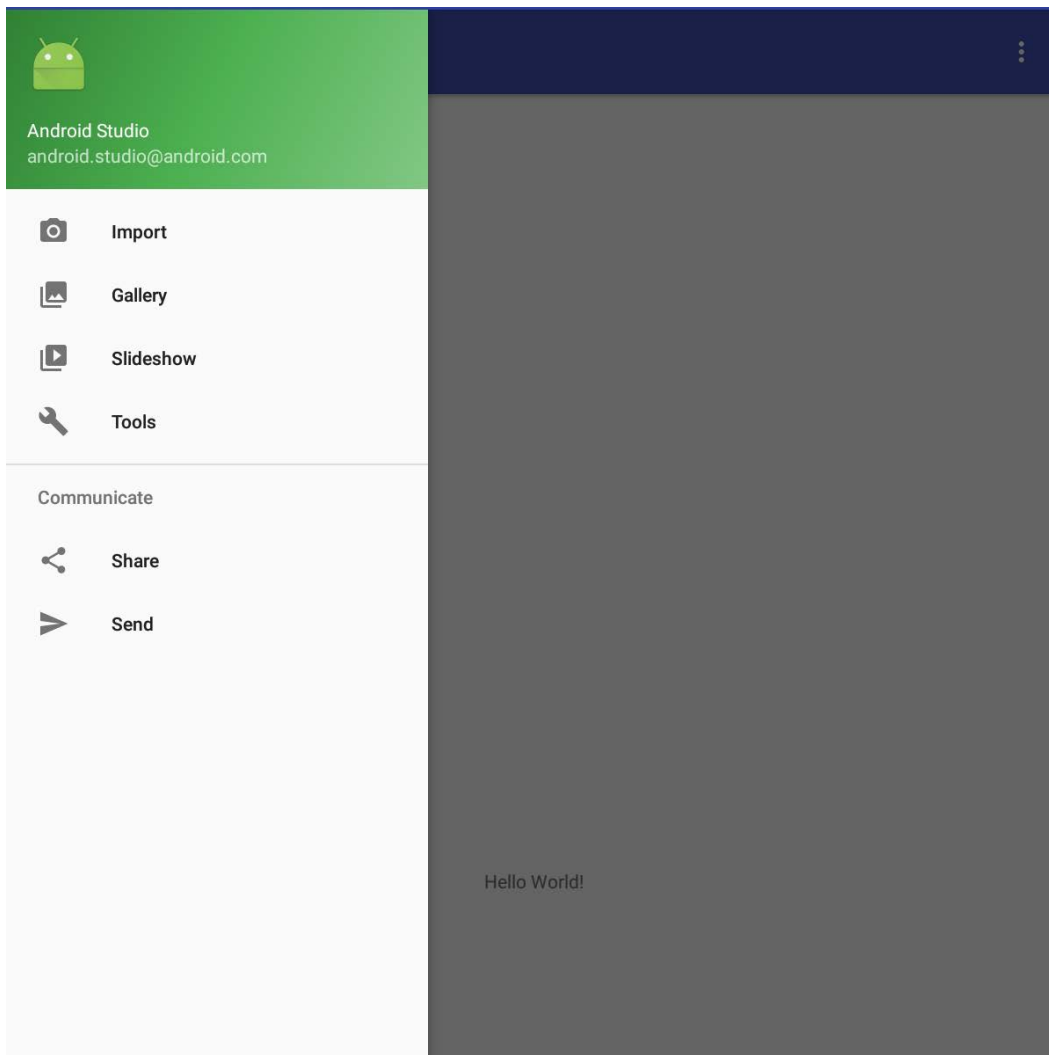 Android Studio
android.studio@android.com
Import
Gallery
Slideshow
Tools
Communicate
Share
Send
Hello World!